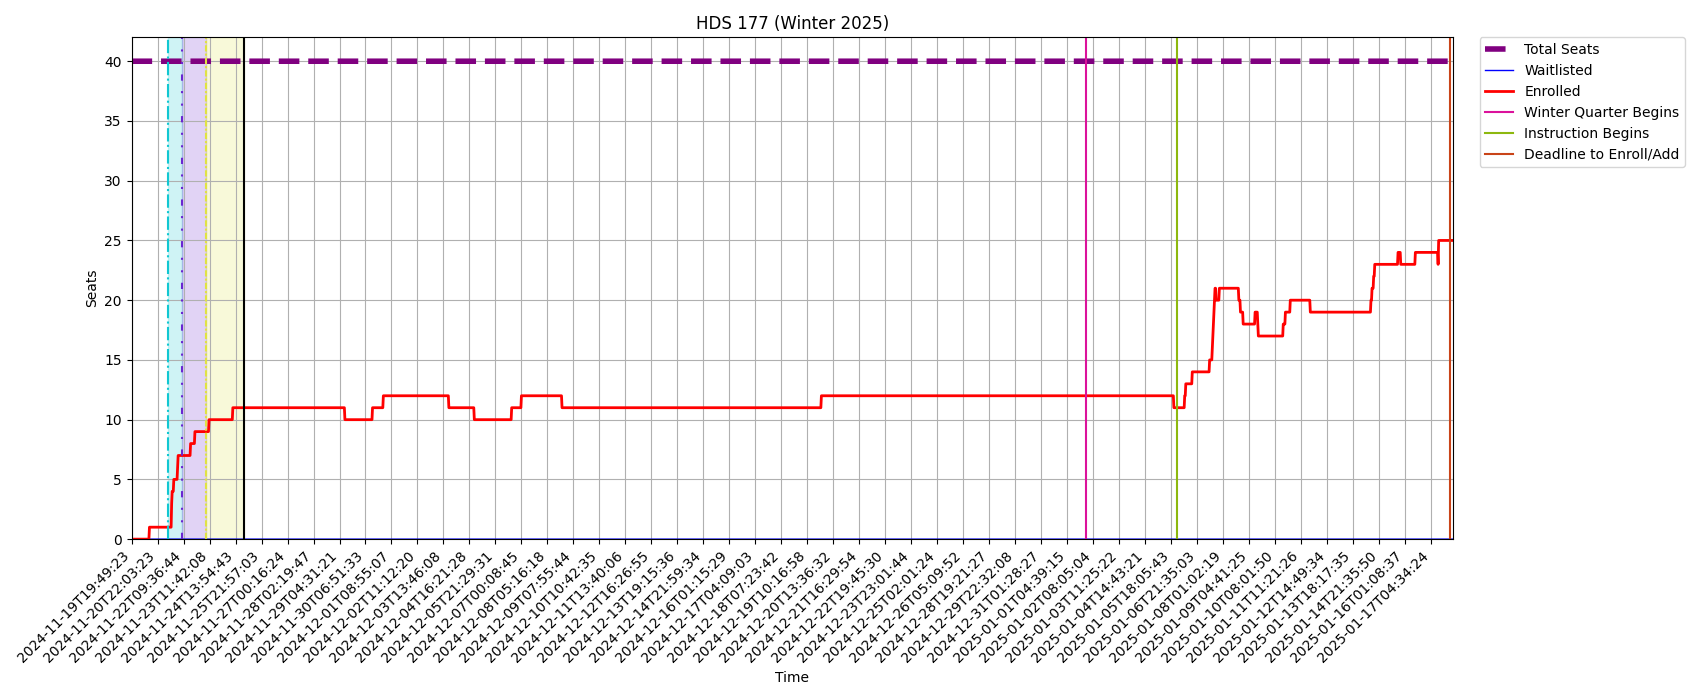 HDS 177 (Winter 2025)
Total Seats
Waitlisted
Enrolled
Winter Quarter Begins
Instruction Begins
Deadline to Enroll/Add
Seats
40
35
30
25
20
15
10
5
0
2024-11-19T19:49:23
2024-11-20T22:03:23
2024-11-22T09:36:44
2024-11-23T11:42:08
2024-11-24T13:54:43
2024-11-25T21:57:03
2024-11-27T00:16:24
2024-11-28T02:19:47
2024-11-29T04:31:21
2024-11-30T06:51:33
2024-12-01T08:55:07
2024-12-02T11:12:20
2024-12-03T13:46:08
2024-12-04T16:21:28
2024-12-05T21:29:31
2024-12-07T00:08:45
2024-12-08T05:16:18
2024-12-09T07:55:44
2024-12-10T10:42:35
2024-12-11T13:40:06
2024-12-12T16:26:55
2024-12-13T19:15:36
2024-12-14T21:59:34
2024-12-16T01:15:29
2024-12-17T04:09:03
2024-12-18T07:23:42
2024-12-19T10:16:58
2024-12-20T13:36:32
2024-12-21T16:29:54
2024-12-22T19:45:30
2024-12-23T23:01:44
2024-12-25T02:01:24
2024-12-26T05:09:52
2024-12-28T19:21:27
2024-12-29T22:32:08
2024-12-31T01:28:27
2025-01-01T04:39:15
2025-01-02T08:05:04
2025-01-03T11:25:22
2025-01-04T14:43:21
2025-01-05T18:05:43
2025-01-06T21:35:03
2025-01-08T01:02:19
2025-01-09T04:41:25
2025-01-10T08:01:50
2025-01-11T11:21:26
2025-01-12T14:49:34
2025-01-13T18:17:35
2025-01-14T21:35:50
2025-01-16T01:08:37
2025-01-17T04:34:24
Time